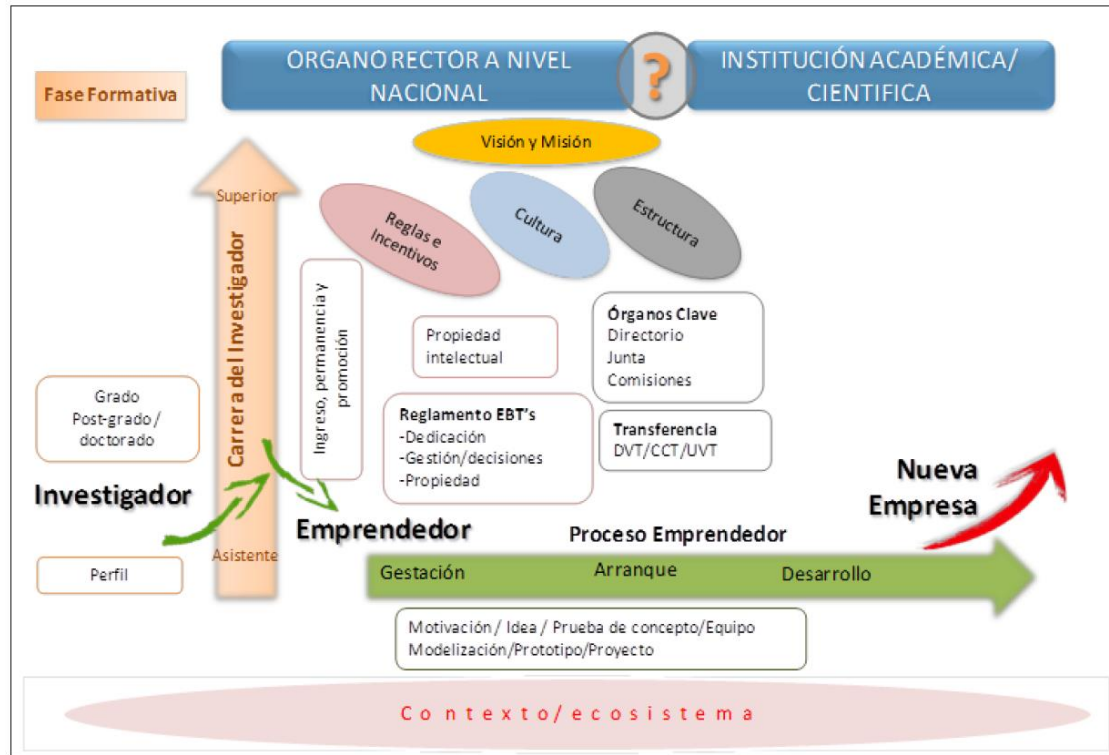 ORGANO RECTOR A NIVEL
NACIONAL
?
INSTITUCIÓN ACADÉMICA/
CIENTIFICA
Fase Formativa
Visión y Misión
Reglas e
Incentivos
Cultura
Estructura
Superior
Carrera del Investigador
Asistente
Ingreso, permanencia y
promoción
Propiedad
intelectual
Órganos Clave
Directorio
Junta
Comisiones
Grado
Post-grado/
doctorado
Reglamento EBT's
-Dedicación
-Gestión/decisiones
-Propiedad
Transferencia
DVT/CCT/UVT
Investigador
Perfil
Emprendedor
Nueva
Empresa
Proceso Emprendedor
Gestación
Arranque
Desarrollo
Motivación / Idea / Prueba de concepto/Equipo
Modelización/Prototipo/Proyecto
Contexto/ecosistema